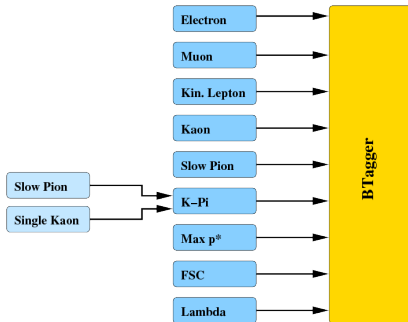 Electron
Muon
Kin. Lepton
Kaon
Slow Pion
K−Pi
Max p*
FSC
Lambda
Slow Pion
Single Kaon
BTagger